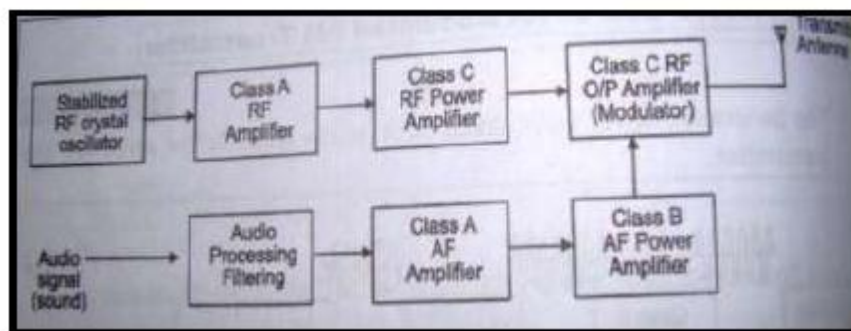 Transmit
Antenna
Stabilized
RF crystal
oscillator
Class A
RF
Amplifier
Class C
RF Power
Amplifier
Class C RF
O/P Amplifier
(Modulator)
Audio
signal
(sound)
Audio
Processing
Filtering
Class A
AF
Amplifier
Class B
AF Power
Amplifier